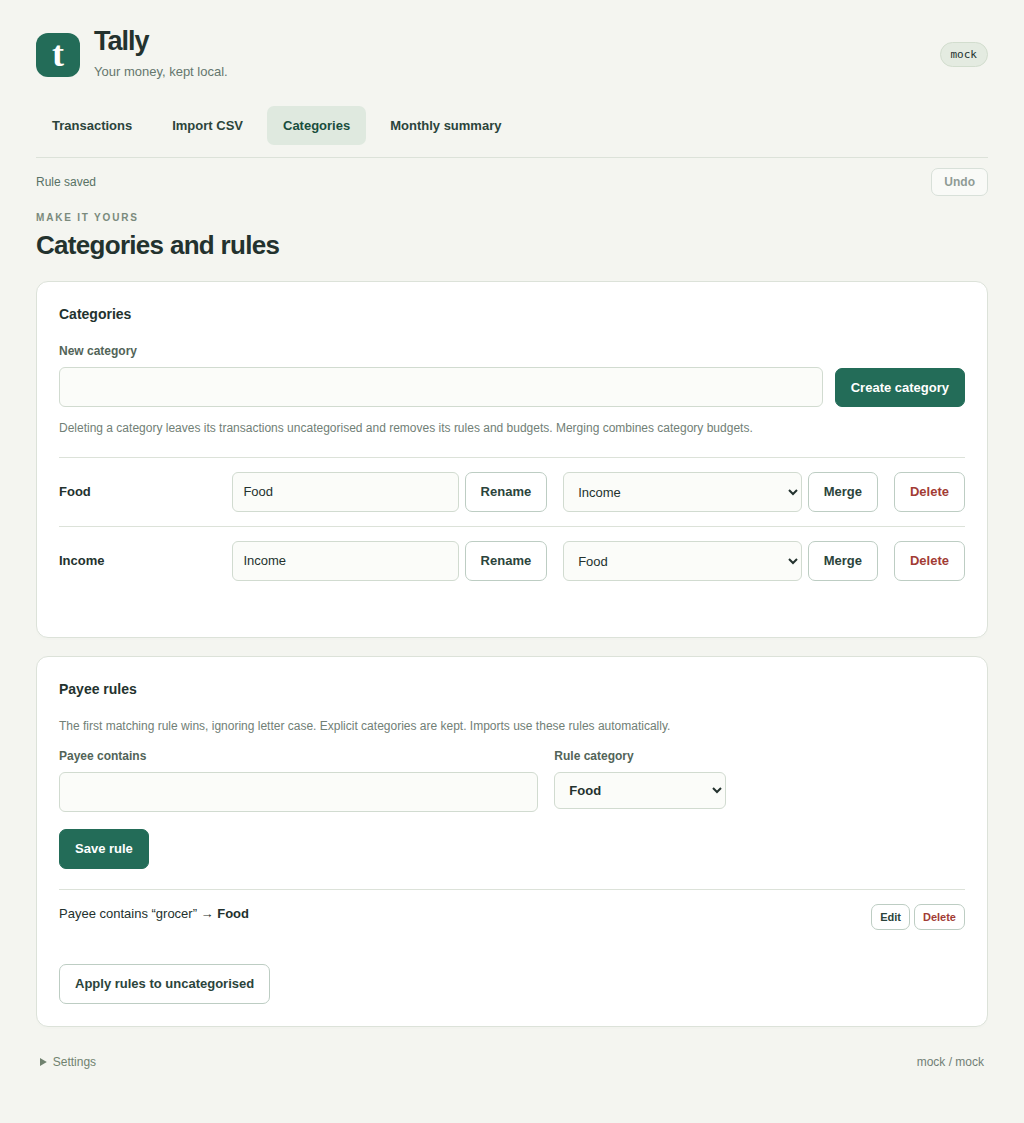 t
Tally
Your money, kept local.
mock
Transactions Import CSV Categories Monthly summary
Rule saved Undo
MAKE IT YOURS
Categories and rules
Categories
New category
Create category
Deleting a category leaves its transactions uncategorised and removes its rules and budgets. Merging combines category budgets.
Food Food Rename Income Merge Delete
Income Income Rename Food Merge Delete
Payee rules
The first matching rule wins, ignoring letter case. Explicit categories are kept. Imports use these rules automatically.
Payee contains Rule category
Food
Save rule
Payee contains “grocer” → Food Edit Delete
Apply rules to uncategorised
Settings mock / mock